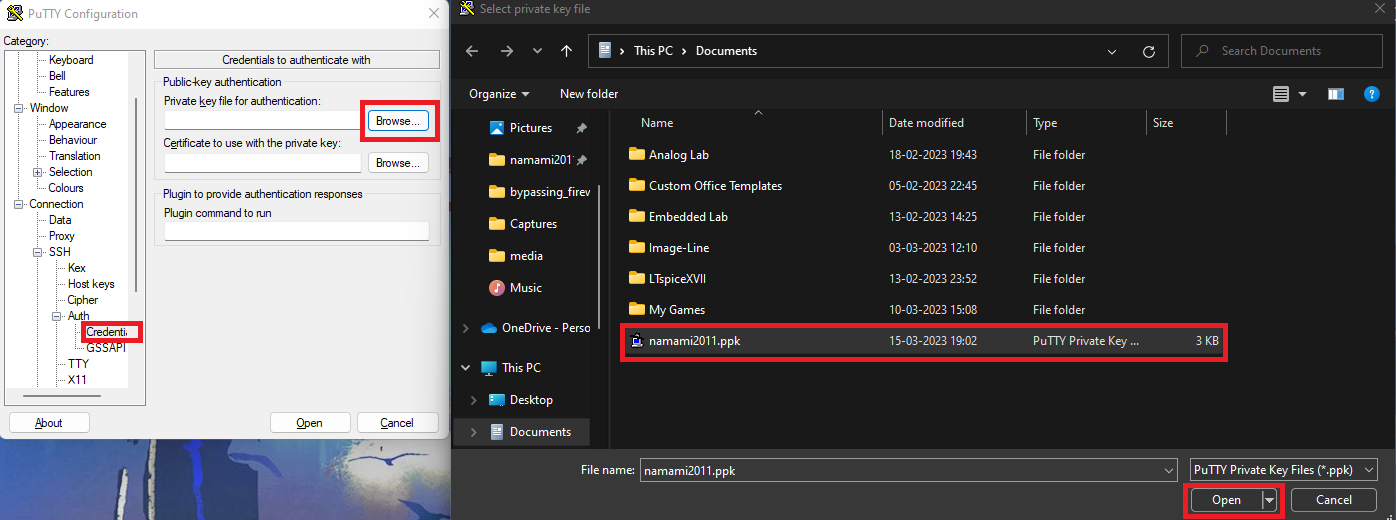 PuTTY Configuration
Category:
Keyboard
Bell
Features
Window
Appearance
Behaviour
Translation
Selection
Colours
Connection
Data
Proxy
SSH
Kex
Host keys
Cipher
Auth
Credentia
GSSAPI
TTY
X11
Credentials to authenticate with
Public-key authentication
Private key file for authentication:
Browse...
Certificate to use with the private key:
Browse...
Plugin to provide authentication responses
Plugin command to run
About
Open
Cancel
Select private key file
This PC > Documents
Search Documents
Organize
New folder
Pictures
namami201
bypassing_firew
Captures
media
Music
OneDrive - Perso
This PC
Desktop
Documents
Name Date modified Type Size
Analog Lab 18-02-2023 19:43 File folder
Custom Office Templates 05-02-2023 22:45 File folder
Embedded Lab 13-02-2023 14:25 File folder
Image-Line 03-03-2023 12:10 File folder
LTspiceXVII 13-02-2023 23:52 File folder
My Games 10-03-2023 15:08 File folder
namami2011.ppk 15-03-2023 19:02 PuTTY Private Key ... 3 KB
File name: namami2011.ppk
PuTTY Private Key Files (*.ppk)
Open
Cancel